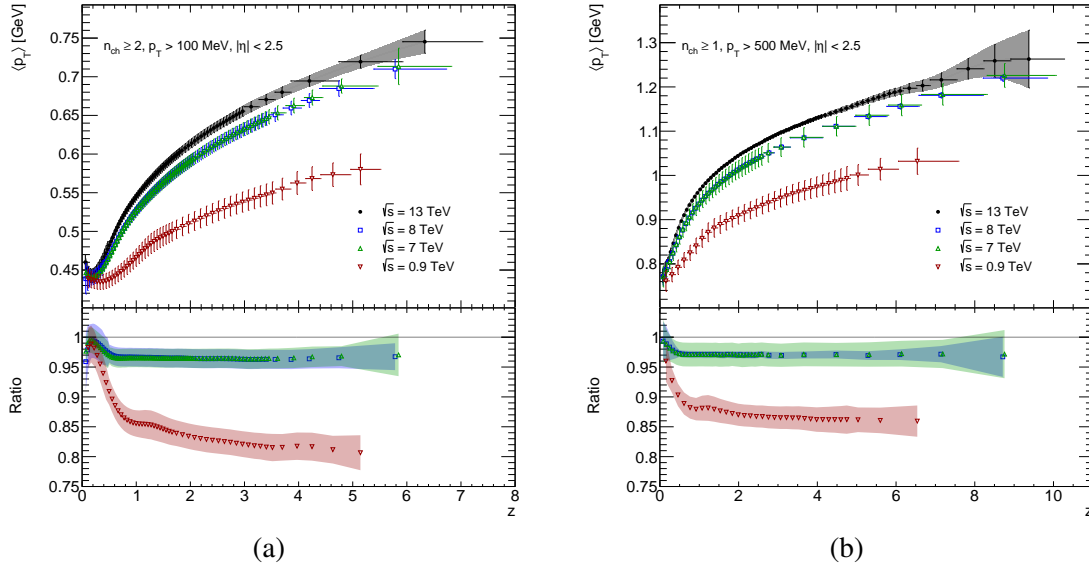 ⟨p_T⟩ [GeV]
n_ch ≥ 2, p_T > 100 MeV, |η| < 2.5
0.75
0.7
0.65
0.6
0.55
0.5
0.45
√s = 13 TeV
√s = 8 TeV
√s = 7 TeV
√s = 0.9 TeV
Ratio
1
0.95
0.9
0.85
0.8
0.75
0 1 2 3 4 5 6 7 8
z
(a)
⟨p_T⟩ [GeV]
n_ch ≥ 1, p_T > 500 MeV, |η| < 2.5
1.3
1.2
1.1
1
0.9
0.8
√s = 13 TeV
√s = 8 TeV
√s = 7 TeV
√s = 0.9 TeV
Ratio
1
0.95
0.9
0.85
0.8
0.75
0 2 4 6 8 10
z
(b)